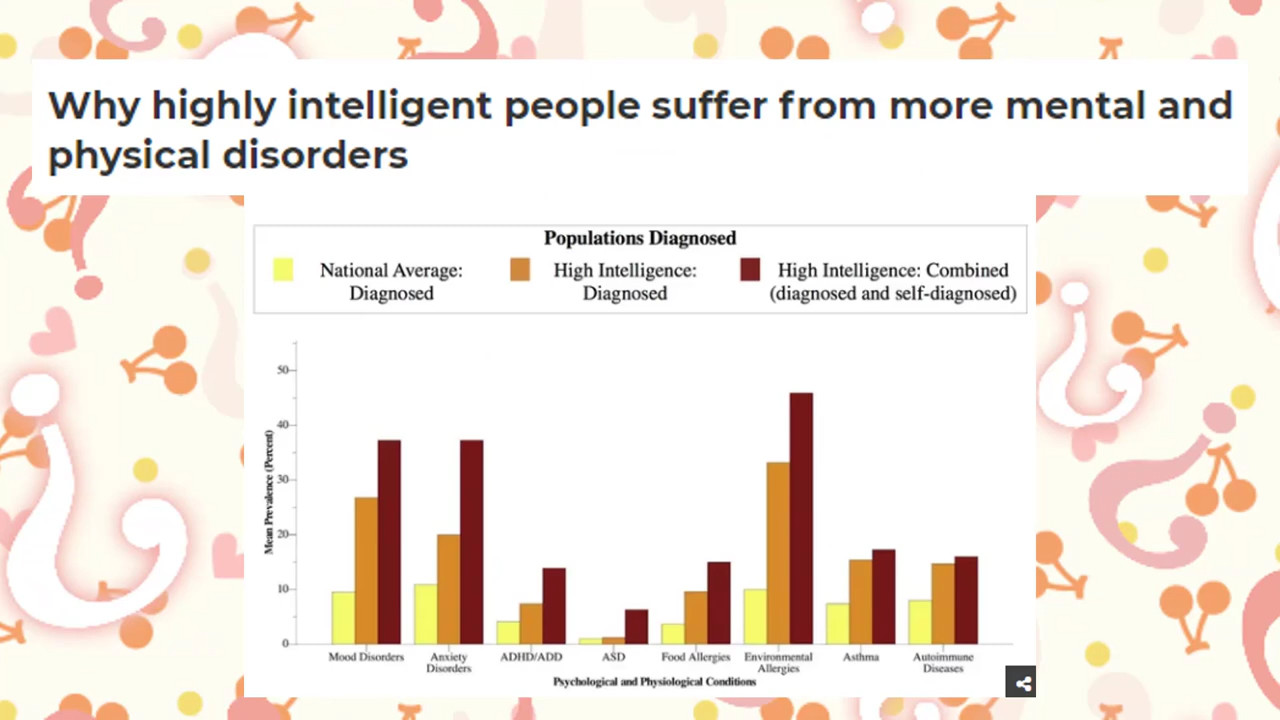 Why highly intelligent people suffer from more mental and
physical disorders
Populations Diagnosed
National Average:
Diagnosed
High Intelligence:
Diagnosed
High Intelligence: Combined
(diagnosed and self-diagnosed)
Mean Prevalence (Percent)
50
40
30
20
10
0
Mood Disorders
Anxiety
Disorders
ADHD/ADD
ASD
Food Allergies
Environmental
Allergies
Asthma
Autoimmune
Diseases
Psychological and Physiological Conditions